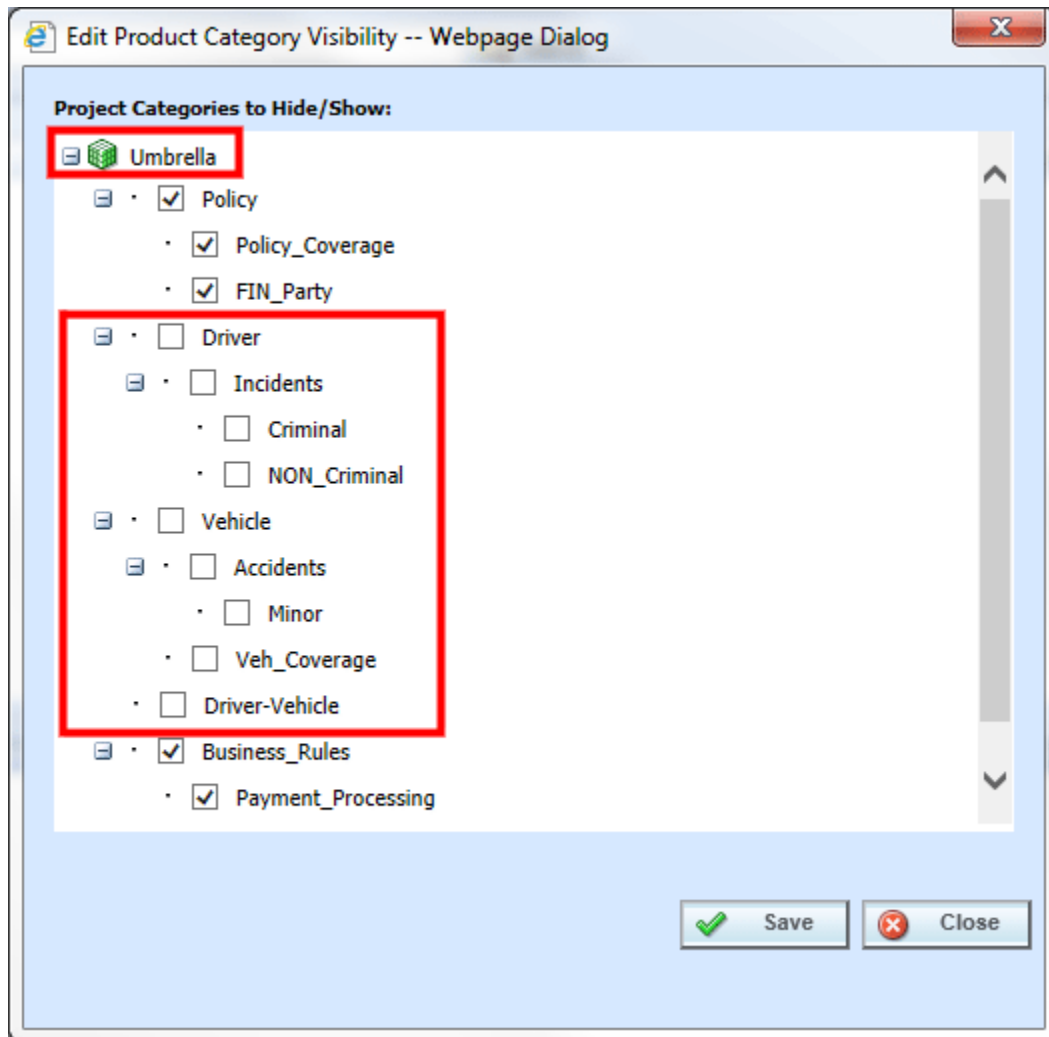 Edit Product Category Visibility -- Webpage Dialog
Project Categories to Hide/Show:
Umbrella
Policy
Policy_Coverage
FIN_Party
Driver
Incidents
Criminal
NON_Criminal
Vehicle
Accidents
Minor
Veh_Coverage
Driver-Vehicle
Business_Rules
Payment_Processing
Save Close